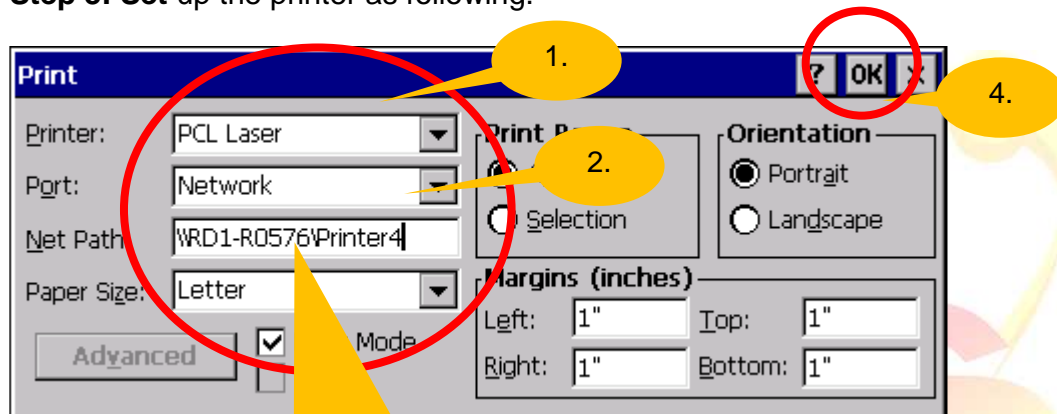 Step 3. Set up the printer as following.
1.
Print ? OK ×
4.
Printer: PCL Laser
Print Orientation
2.
Port: Network
Portrait
Net Path \\RD1-R0576\Printer4
Selection Landscape
Paper Size: Letter
Margins (inches)
Left: 1" Top: 1"
Advanced Mode
Right: 1" Bottom: 1"